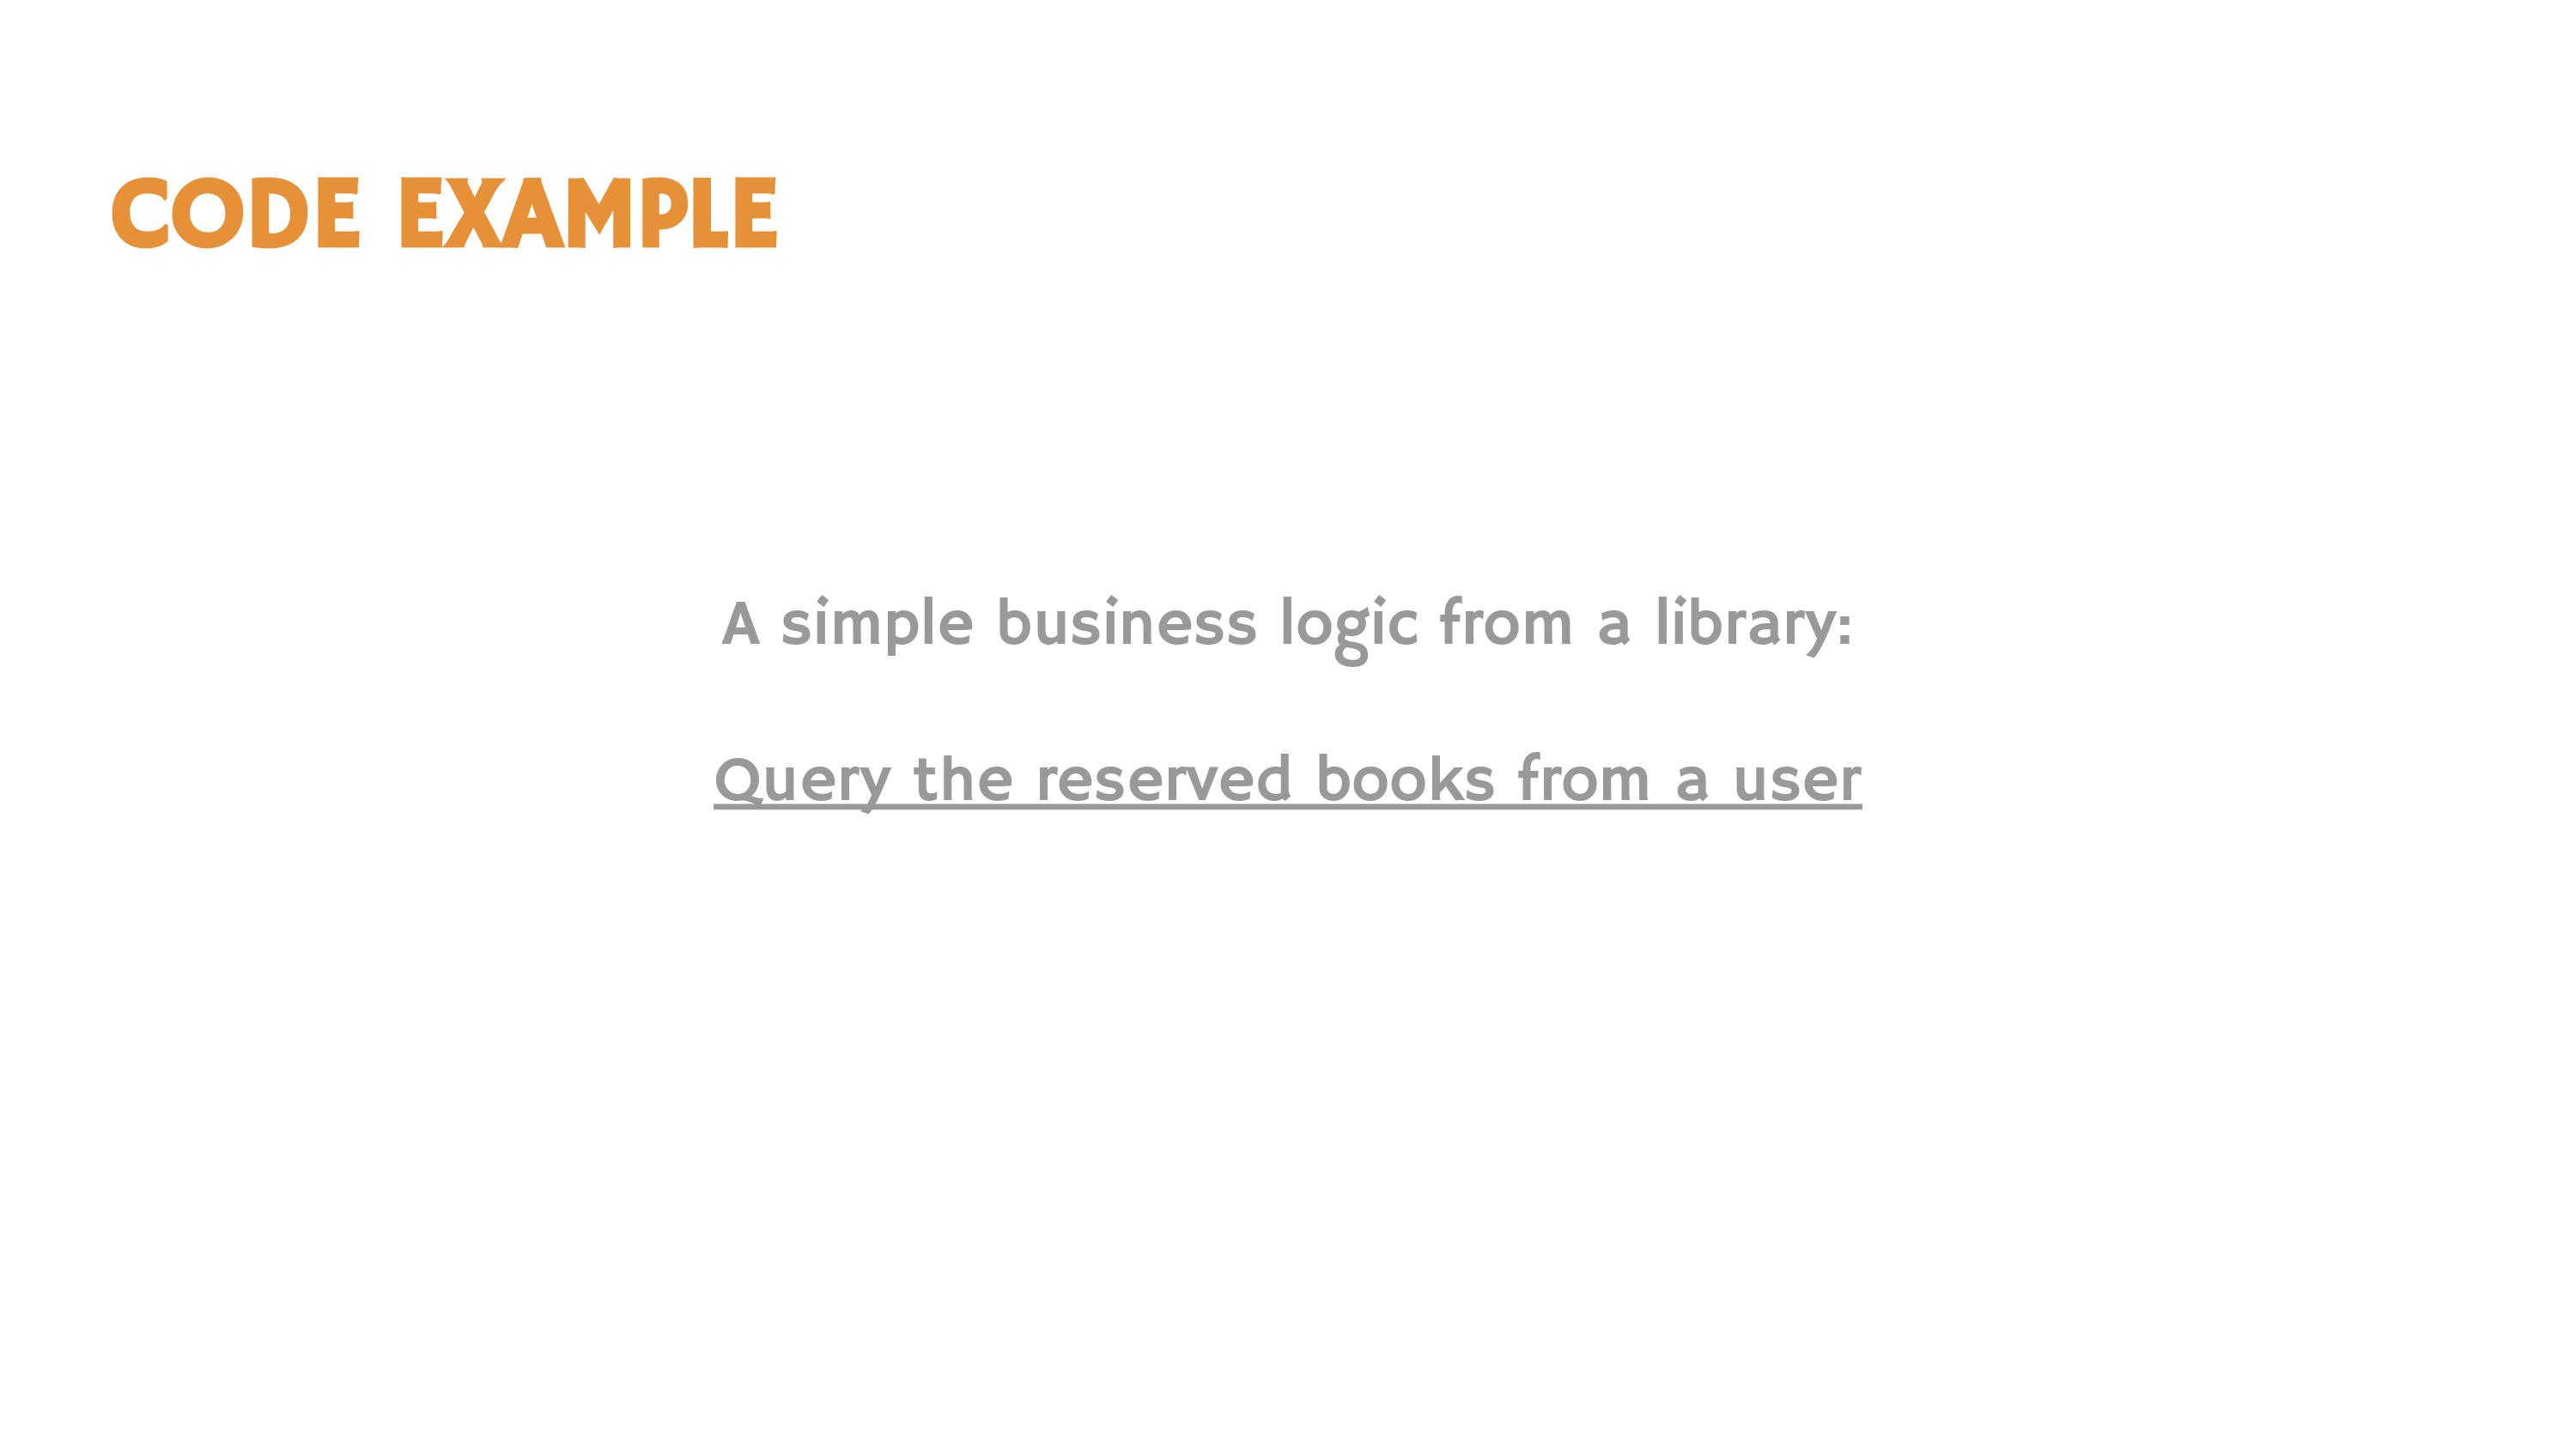 CODE EXAMPLE
A simple business logic from a library:
Query the reserved books from a user